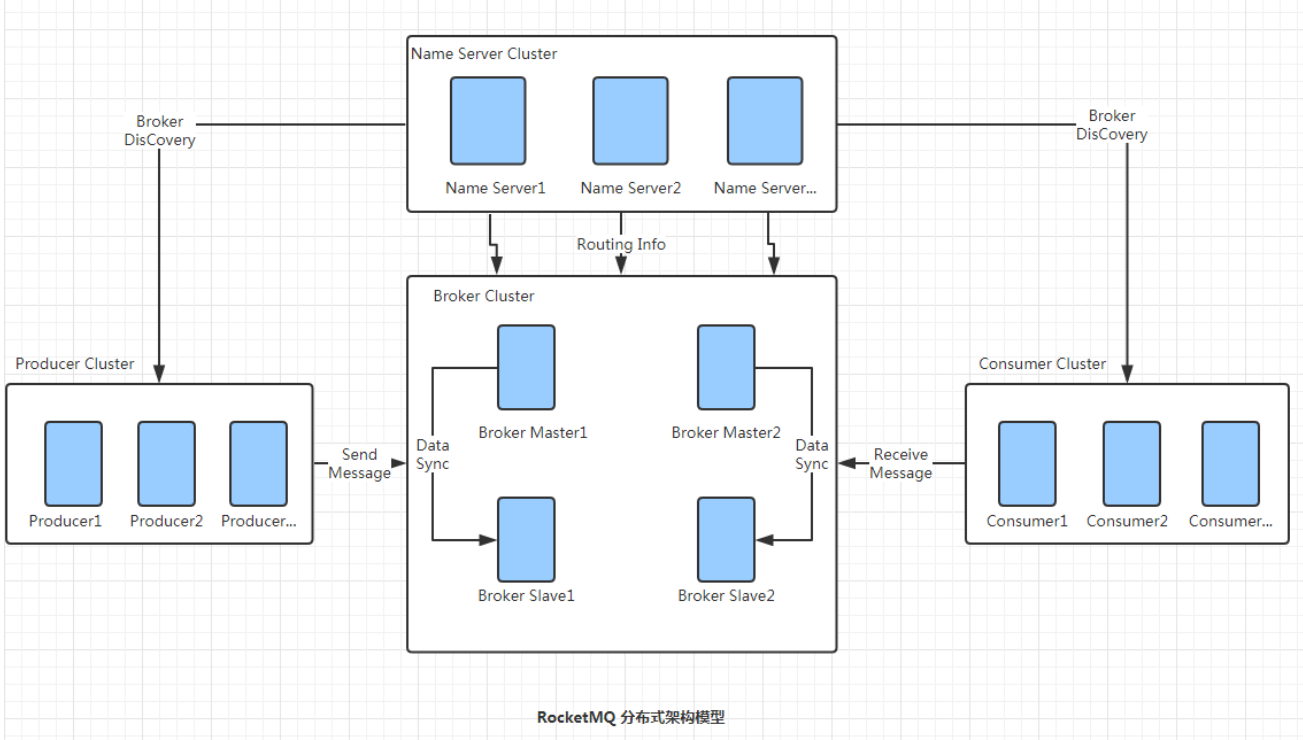 Name Server Cluster
Name Server1
Name Server2
Name Server...
Broker
DisCovery
Broker
DisCovery
Routing Info
Broker Cluster
Producer Cluster
Producer1
Producer2
Producer...
Send
Message
Broker Master1
Broker Master2
Data
Sync
Data
Sync
Broker Slave1
Broker Slave2
Receive
Message
Consumer Cluster
Consumer1
Consumer2
Consumer...
RocketMQ 分布式架构模型